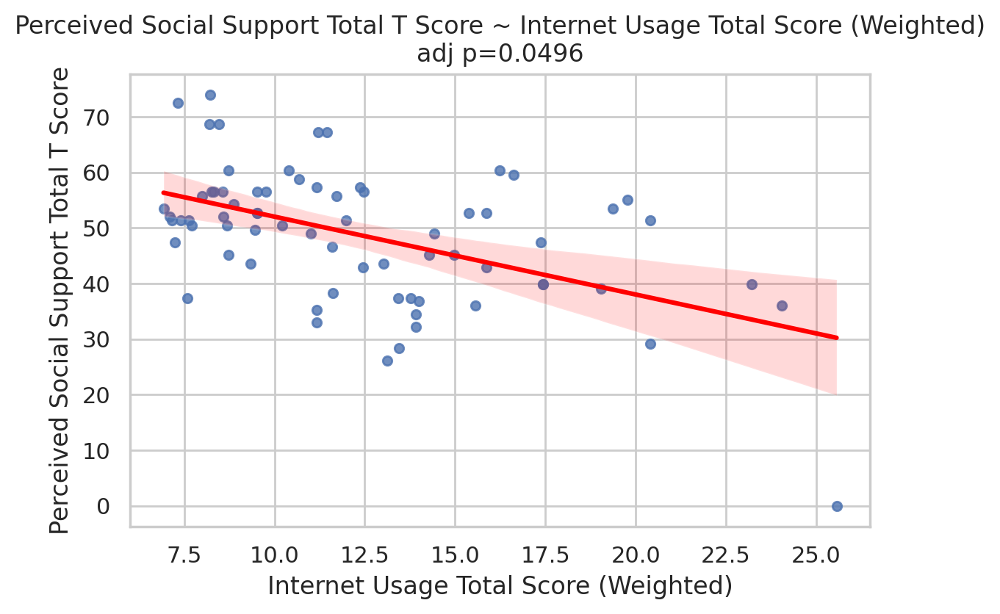 Perceived Social Support Total T Score ~ Internet Usage Total Score (Weighted)
adj p=0.0496
Perceived Social Support Total T Score
70
60
50
40
30
20
10
0
7.5 10.0 12.5 15.0 17.5 20.0 22.5 25.0
Internet Usage Total Score (Weighted)